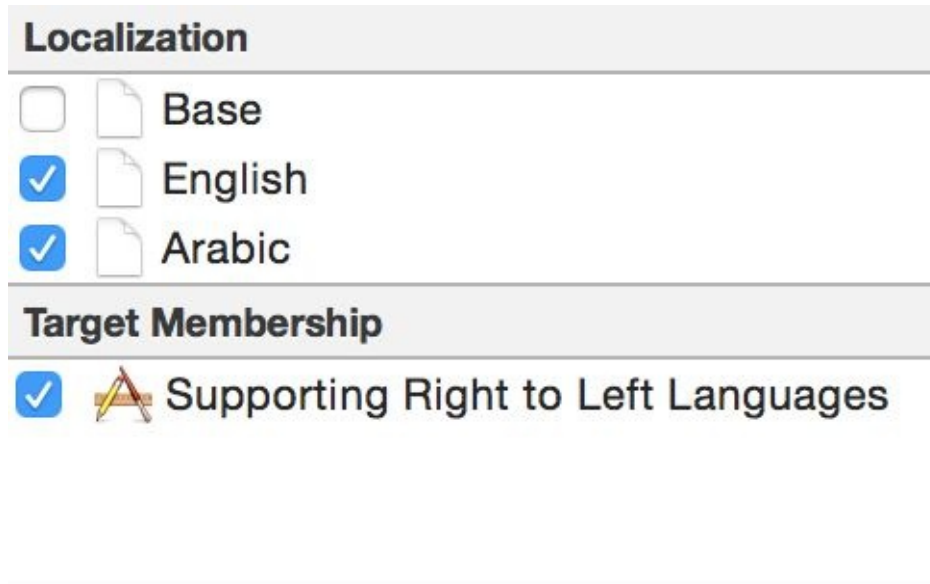 Localization
Base
English
Arabic
Target Membership
Supporting Right to Left Languages